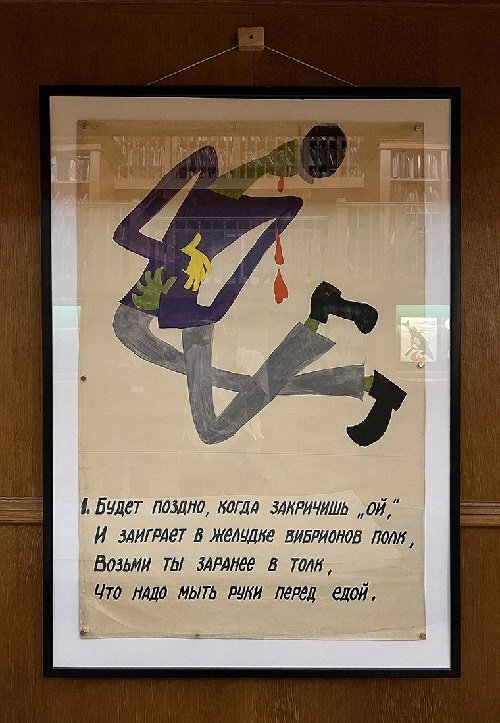 1. Будет поздно, когда закричишь „ой,"
И заиграет в желудке вибрионов полк,
Возьми ты заранее в толк,
Что надо мыть руки перед едой.